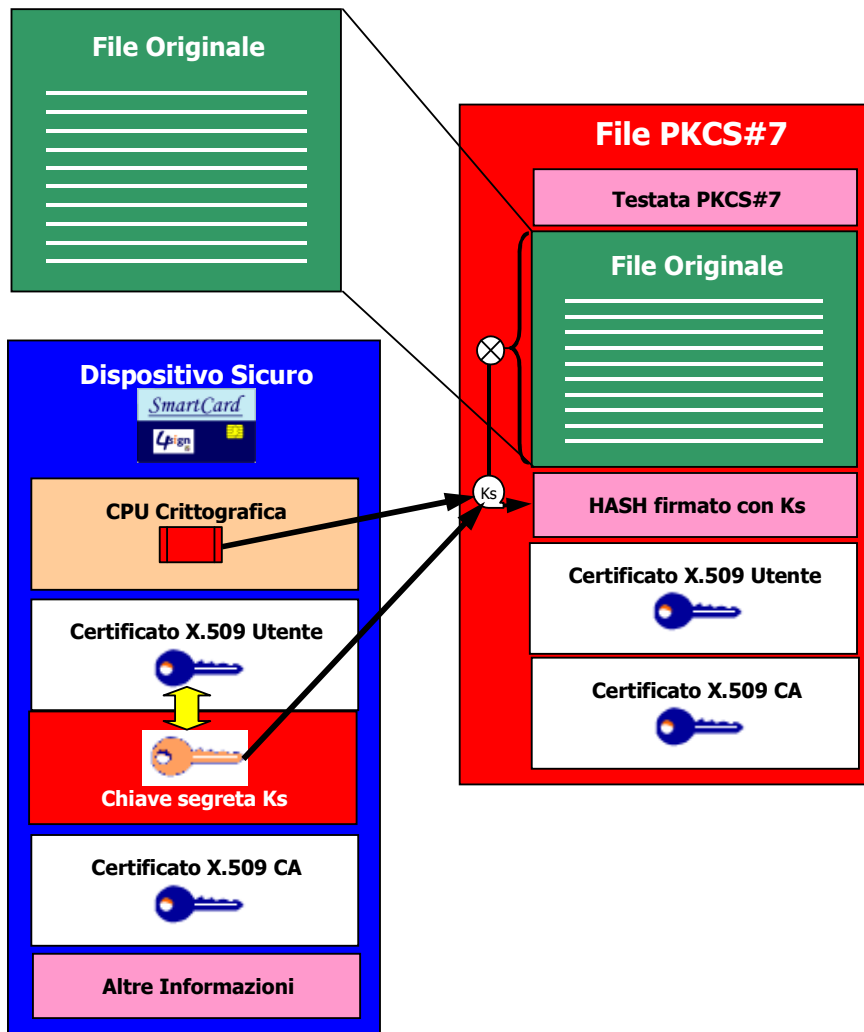 File Originale
File PKCS#7
Testata PKCS#7
File Originale
HASH firmato con Ks
Certificato X.509 Utente
Certificato X.509 CA
Ks
Dispositivo Sicuro
SmartCard
4sign
CPU Crittografica
Certificato X.509 Utente
Chiave segreta Ks
Certificato X.509 CA
Altre Informazioni